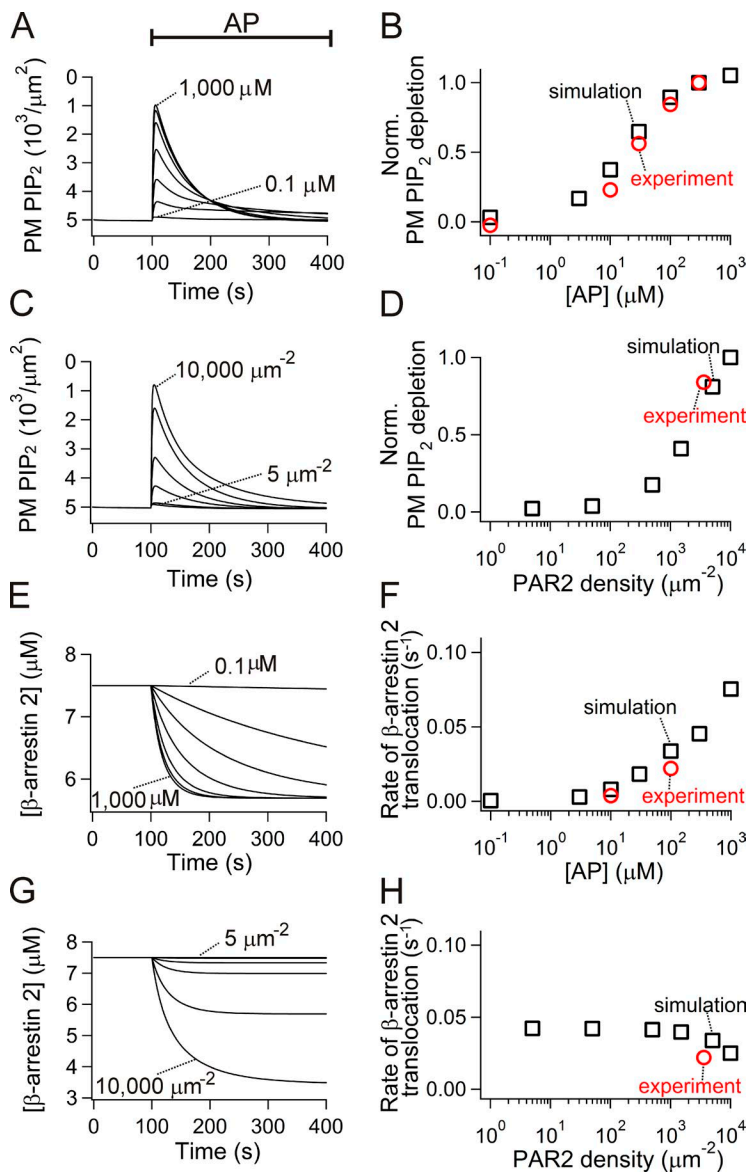 A
AP
PM PIP2 (10³/µm²)
0
1
2
3
4
5
1,000 µM
0.1 µM
0 100 200 300 400
Time (s)
B
Norm.
PM PIP2 depletion
1.0
0.5
0.0
simulation
experiment
10⁻¹ 10⁰ 10¹ 10² 10³
[AP] (µM)
C
PM PIP2 (10³/µm²)
0
1
2
3
4
5
10,000 µm⁻²
5 µm⁻²
0 100 200 300 400
Time (s)
D
Norm.
PM PIP2 depletion
1.0
0.5
0.0
simulation
experiment
10⁰ 10¹ 10² 10³ 10⁴
PAR2 density (µm⁻²)
E
[β-arrestin 2] (µM)
8
7
6
0.1 µM
1,000 µM
0 100 200 300 400
Time (s)
F
Rate of β-arrestin 2
translocation (s⁻¹)
0.10
0.05
0.00
simulation
experiment
10⁻¹ 10⁰ 10¹ 10² 10³
[AP] (µM)
G
[β-arrestin 2] (µM)
8
7
6
5
4
3
5 µm⁻²
10,000 µm⁻²
0 100 200 300 400
Time (s)
H
Rate of β-arrestin 2
translocation (s⁻¹)
0.10
0.05
0.00
simulation
experiment
10⁰ 10¹ 10² 10³ 10⁴
PAR2 density (µm⁻²)